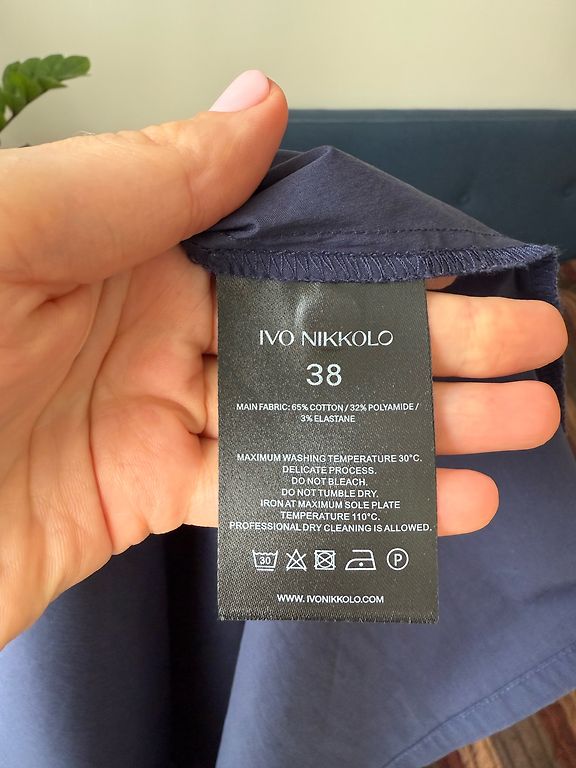 IVO NIKKOLO
38
MAIN FABRIC: 65% COTTON / 32% POLYAMIDE /
3% ELASTANE
MAXIMUM WASHING TEMPERATURE 30°C.
DELICATE PROCESS.
DO NOT BLEACH.
DO NOT TUMBLE DRY.
IRON AT MAXIMUM SOLE PLATE
TEMPERATURE 110°C.
PROFESSIONAL DRY CLEANING IS ALLOWED.
30 P
WWW.IVONIKKOLO.COM